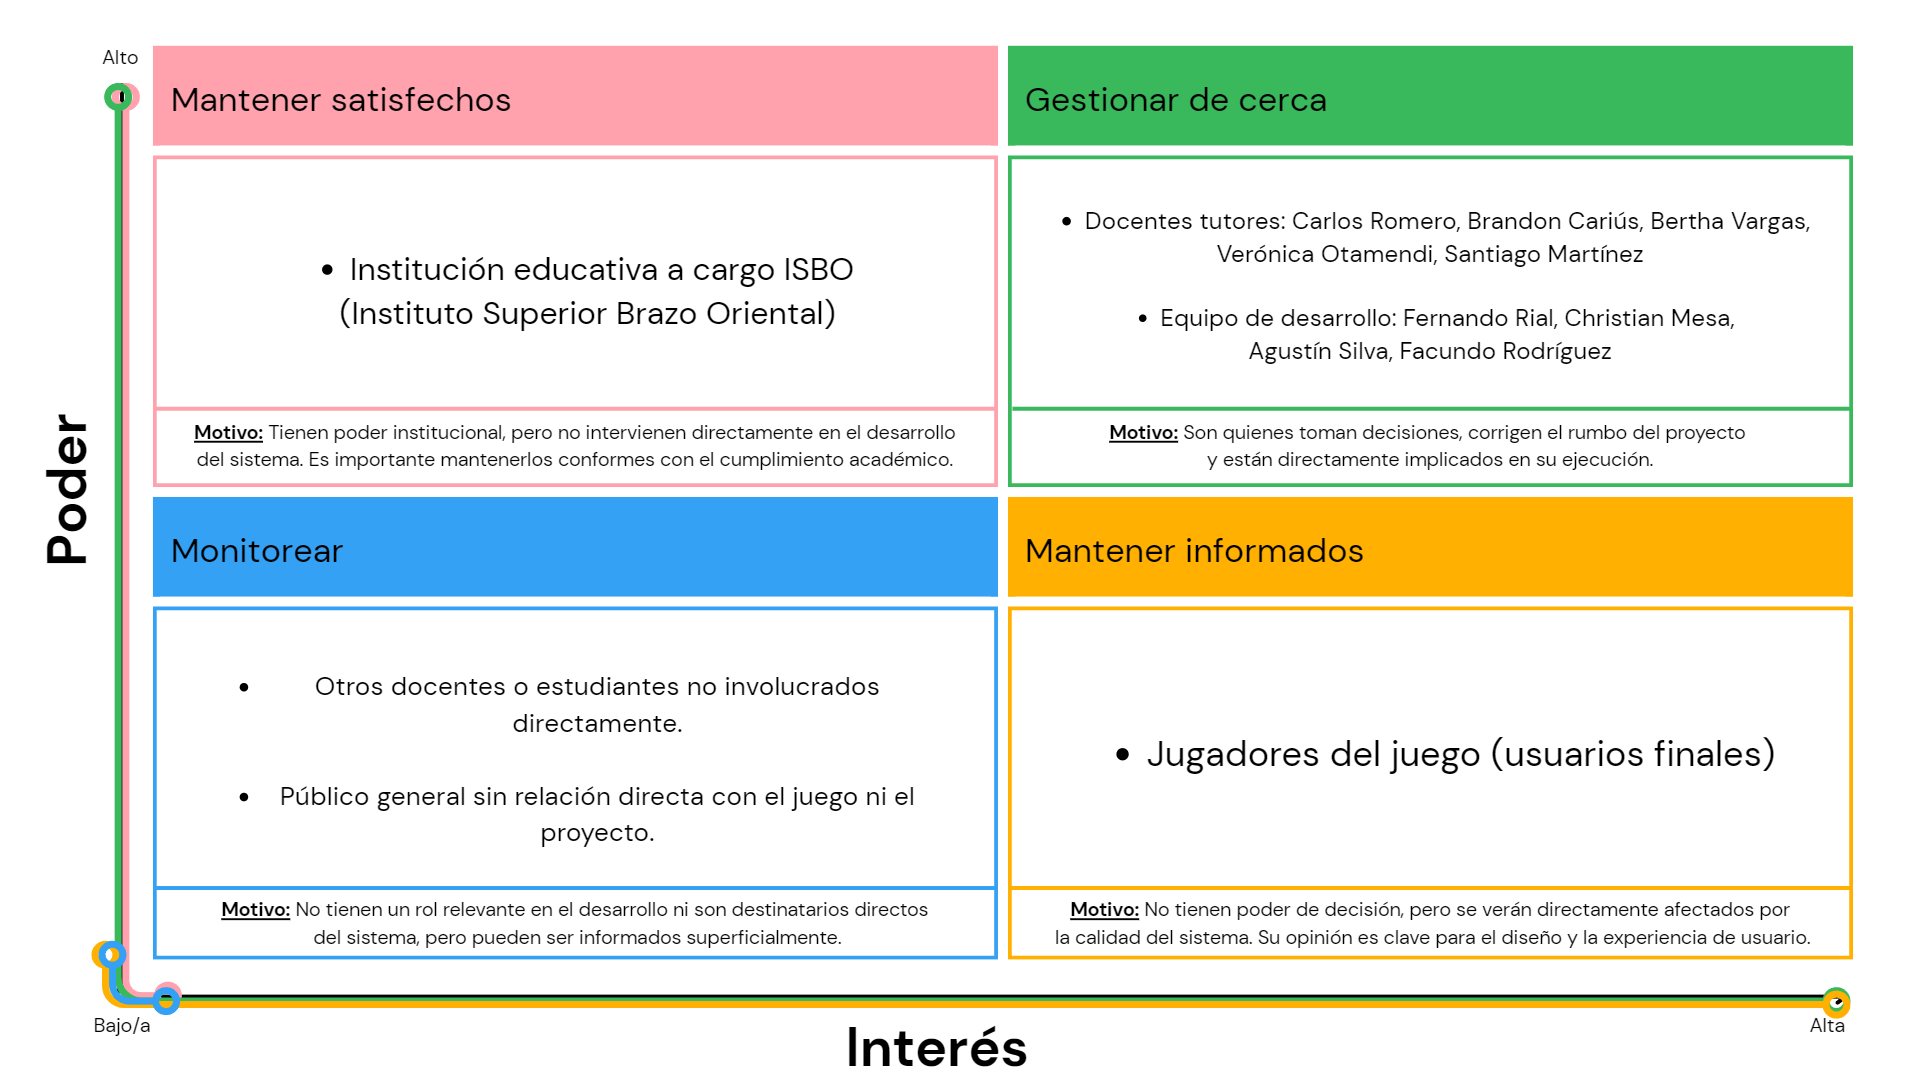 Alto
Mantener satisfechos
Gestionar de cerca
• Institución educativa a cargo ISBO
(Instituto Superior Brazo Oriental)
• Docentes tutores: Carlos Romero, Brandon Cariús, Bertha Vargas,
Verónica Otamendi, Santiago Martínez
• Equipo de desarrollo: Fernando Rial, Christian Mesa,
Agustín Silva, Facundo Rodríguez
Motivo: Tienen poder institucional, pero no intervienen directamente en el desarrollo
del sistema. Es importante mantenerlos conformes con el cumplimiento académico.
Motivo: Son quienes toman decisiones, corrigen el rumbo del proyecto
y están directamente implicados en su ejecución.
Poder
Monitorear
Mantener informados
• Otros docentes o estudiantes no involucrados
directamente.
• Público general sin relación directa con el juego ni el
proyecto.
• Jugadores del juego (usuarios finales)
Motivo: No tienen un rol relevante en el desarrollo ni son destinatarios directos
del sistema, pero pueden ser informados superficialmente.
Motivo: No tienen poder de decisión, pero se verán directamente afectados por
la calidad del sistema. Su opinión es clave para el diseño y la experiencia de usuario.
Bajo/a
Interés
Alta